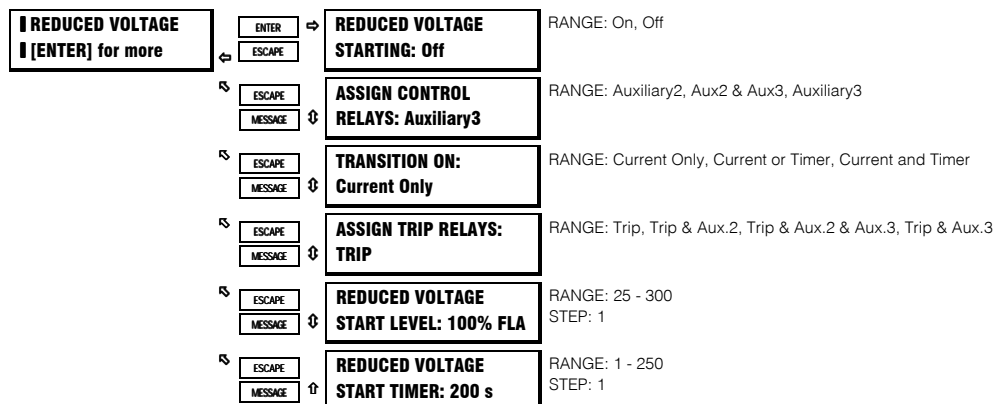 REDUCED VOLTAGE
[ENTER] for more
ENTER
ESCAPE
REDUCED VOLTAGE
STARTING: Off
RANGE: On, Off
ESCAPE
MESSAGE
ASSIGN CONTROL
RELAYS: Auxiliary3
RANGE: Auxiliary2, Aux2 & Aux3, Auxiliary3
ESCAPE
MESSAGE
TRANSITION ON:
Current Only
RANGE: Current Only, Current or Timer, Current and Timer
ESCAPE
MESSAGE
ASSIGN TRIP RELAYS:
TRIP
RANGE: Trip, Trip & Aux.2, Trip & Aux.2 & Aux.3, Trip & Aux.3
ESCAPE
MESSAGE
REDUCED VOLTAGE
START LEVEL: 100% FLA
RANGE: 25 - 300
STEP: 1
ESCAPE
MESSAGE
REDUCED VOLTAGE
START TIMER: 200 s
RANGE: 1 - 250
STEP: 1